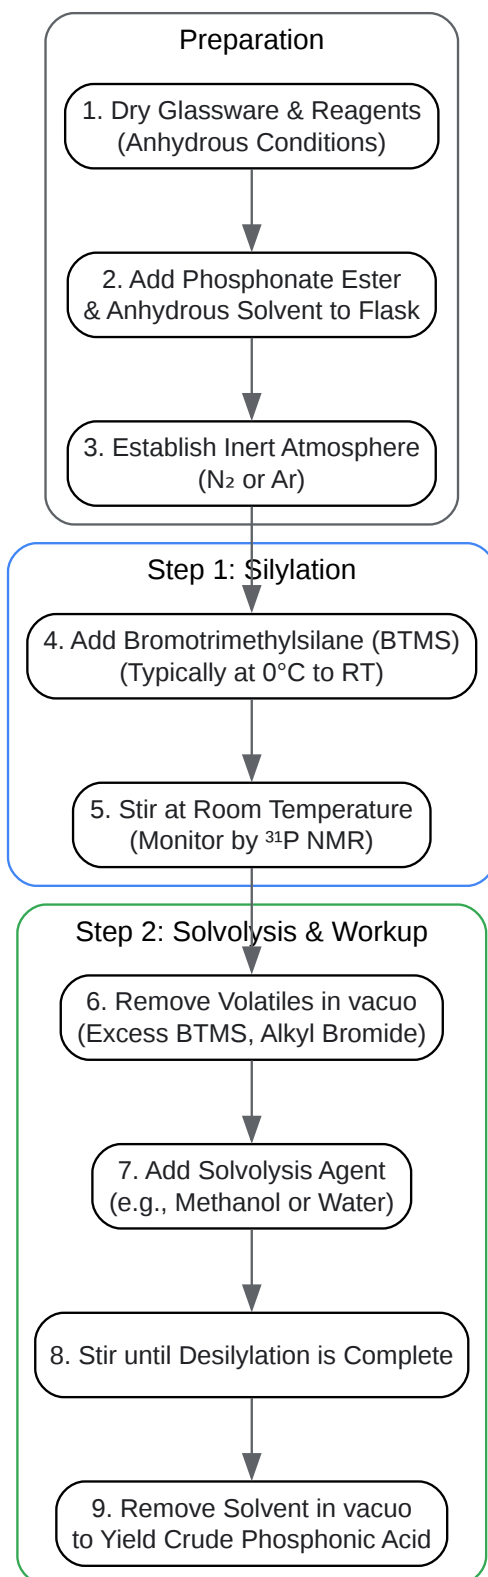 Preparation
1. Dry Glassware & Reagents
(Anhydrous Conditions)
2. Add Phosphonate Ester
& Anhydrous Solvent to Flask
3. Establish Inert Atmosphere
(N₂ or Ar)
Step 1: Silylation
4. Add Bromotrimethylsilane (BTMS)
(Typically at 0°C to RT)
5. Stir at Room Temperature
(Monitor by ³¹P NMR)
Step 2: Solvolysis & Workup
6. Remove Volatiles in vacuo
(Excess BTMS, Alkyl Bromide)
7. Add Solvolysis Agent
(e.g., Methanol or Water)
8. Stir until Desilylation is Complete
9. Remove Solvent in vacuo
to Yield Crude Phosphonic Acid